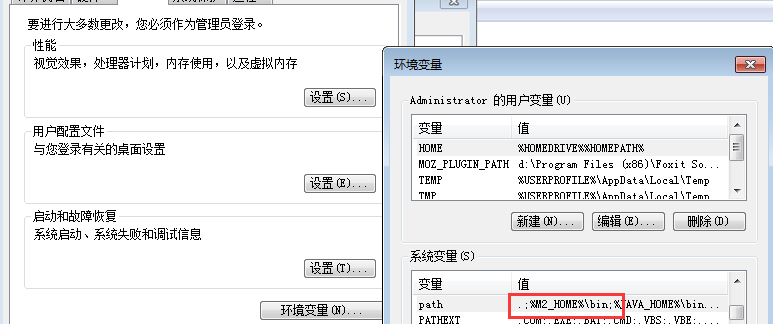 要进行大多数更改，您必须作为管理员登录。
性能
视觉效果，处理器计划，内存使用，以及虚拟内存
设置(S)...
用户配置文件
与您登录有关的桌面设置
设置(E)...
启动和故障恢复
系统启动、系统失败和调试信息
设置(T)...
环境变量(N)...
环境变量
Administrator 的用户变量(U)
变量 值
HOME %HOMEDRIVE%%HOMEPATH%
MOZ_PLUGIN_PATH d:\Program Files (x86)\Foxit So...
TEMP %USERPROFILE%\AppData\Local\Temp
TMP %USERPROFILE%\AppData\Local\Temp
新建(N)... 编辑(E)... 删除(D)
系统变量(S)
变量 值
path .;%M2_HOME%\bin;%JAVA_HOME%\bin...
PATHEXT .COM;.EXE;.BAT;.CMD;.VBS;.VBE;...